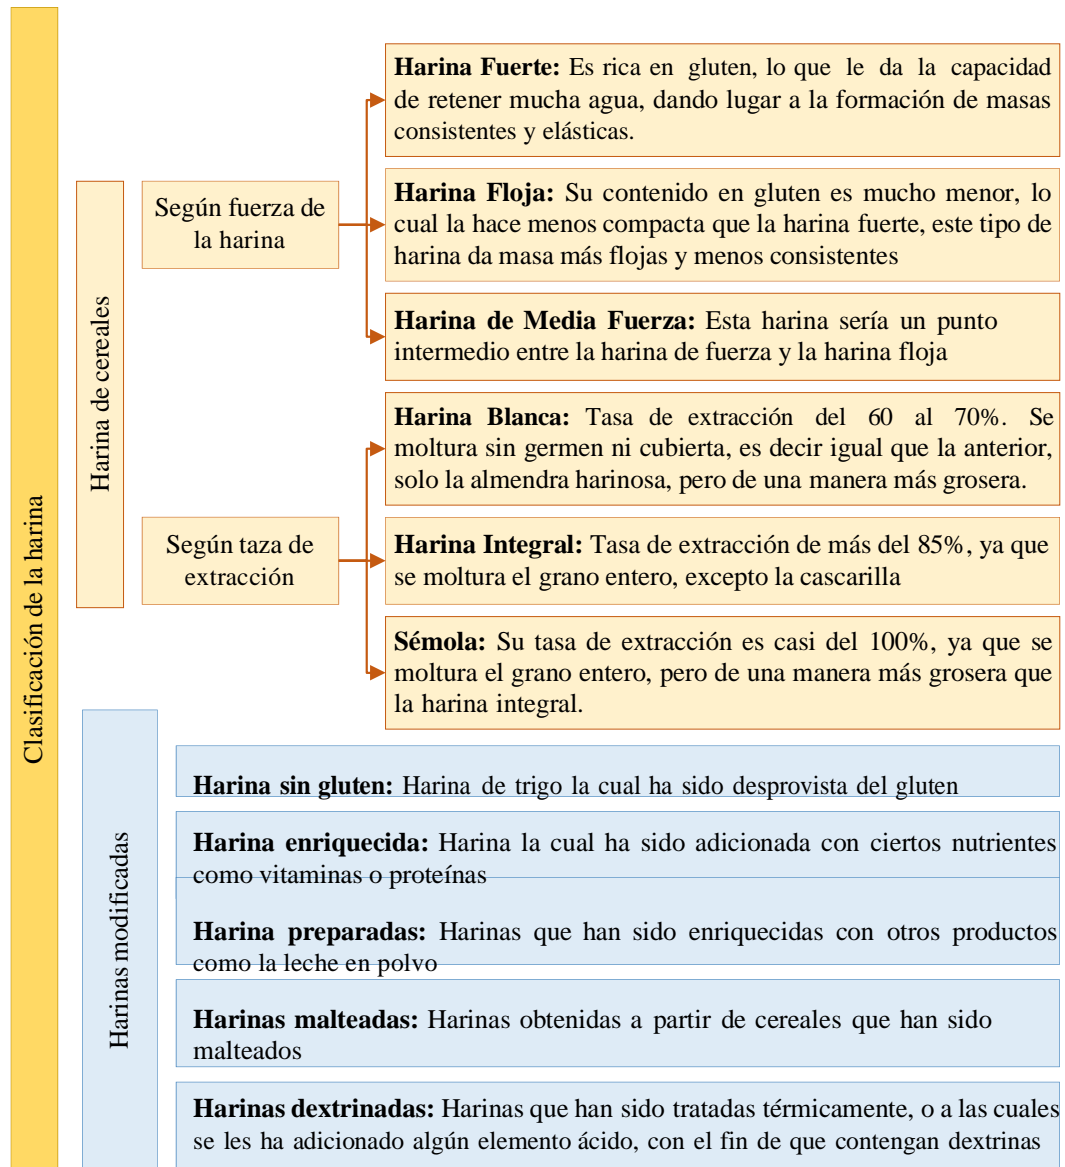 Clasificación de la harina
Harina de cereales
Según fuerza de
la harina
Harina Fuerte: Es rica en gluten, lo que le da la capacidad
de retener mucha agua, dando lugar a la formación de masas
consistentes y elásticas.
Harina Floja: Su contenido en gluten es mucho menor, lo
cual la hace menos compacta que la harina fuerte, este tipo de
harina da masa más flojas y menos consistentes
Harina de Media Fuerza: Esta harina sería un punto
intermedio entre la harina de fuerza y la harina floja
Según taza de
extracción
Harina Blanca: Tasa de extracción del 60 al 70%. Se
moltura sin germen ni cubierta, es decir igual que la anterior,
solo la almendra harinosa, pero de una manera más grosera.
Harina Integral: Tasa de extracción de más del 85%, ya que
se moltura el grano entero, excepto la cascarilla
Sémola: Su tasa de extracción es casi del 100%, ya que se
moltura el grano entero, pero de una manera más grosera que
la harina integral.
Harinas modificadas
Harina sin gluten: Harina de trigo la cual ha sido desprovista del gluten
Harina enriquecida: Harina la cual ha sido adicionada con ciertos nutrientes
como vitaminas o proteínas
Harina preparadas: Harinas que han sido enriquecidas con otros productos
como la leche en polvo
Harinas malteadas: Harinas obtenidas a partir de cereales que han sido
malteados
Harinas dextrinadas: Harinas que han sido tratadas térmicamente, o a las cuales
se les ha adicionado algún elemento ácido, con el fin de que contengan dextrinas